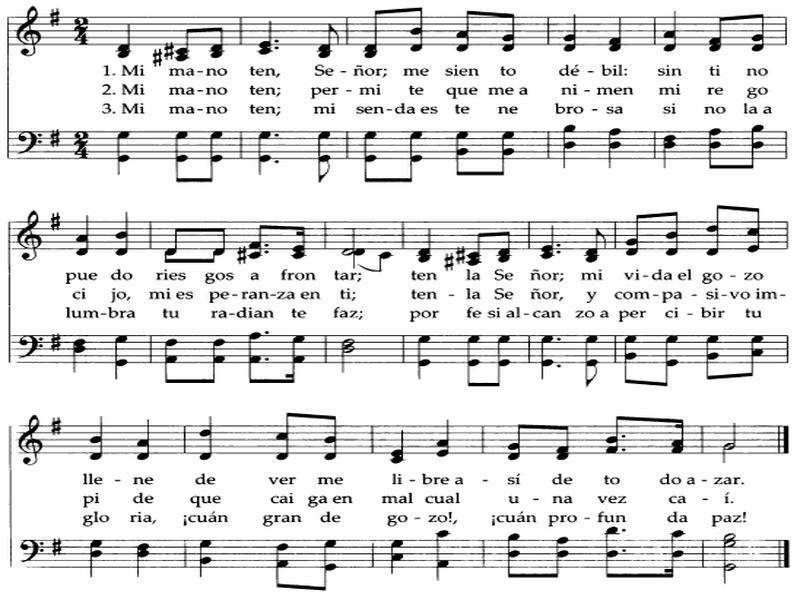 1. Mi ma-no ten, Se-ñor; me sien to dé-bil: sin ti no
2. Mi ma-no ten; per-mi te que me a ni-men mi re go
3. Mi ma-no ten; mi sen-da es te ne bro-sa si no la a
pue do ries gos a fron tar; ten la Se ñor; mi vi-da el go-zo
ci jo, mi es pe-ran-za en ti; ten-la Se ñor, y com-pa-si-vo im-
lum-bra tu ra-dian te faz; por fe si al-can zo a per ci-bir tu
lle-ne de ver me li-bre a-sí de to do a-zar.
pi de que cai ga en mal cual u-na vez ca-í.
glo ria, ¡cuán gran de go-zo!, ¡cuán pro-fun da paz!